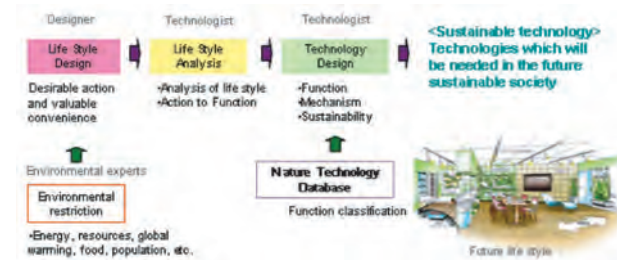 Designer
Life Style
Design
Desirable action
and valuable
convenience
Environmental experts
Environmental
restriction
•Energy, resources, global
warming, food, population, etc.
Technologist
Life Style
Analysis
•Analysis of life style
•Action to Function
Technologist
Technology
Design
•Function
•Mechanism
•Sustainability
Nature Technology
Database
Function classification
<Sustainable technology>
Technologies which will
be needed in the future
sustainable society
Future life style